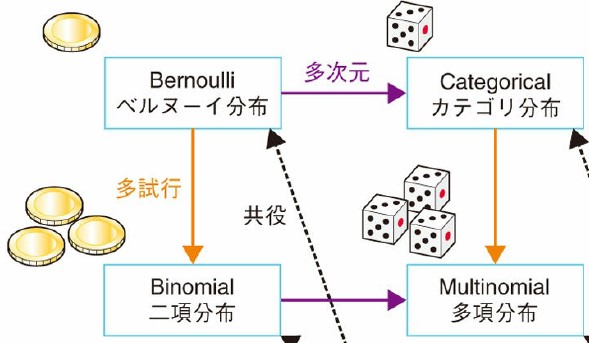 Bernoulli
ベルヌーイ分布
多次元
Categorical
カテゴリ分布
多試行
共役
Binomial
二項分布
Multinomial
多項分布